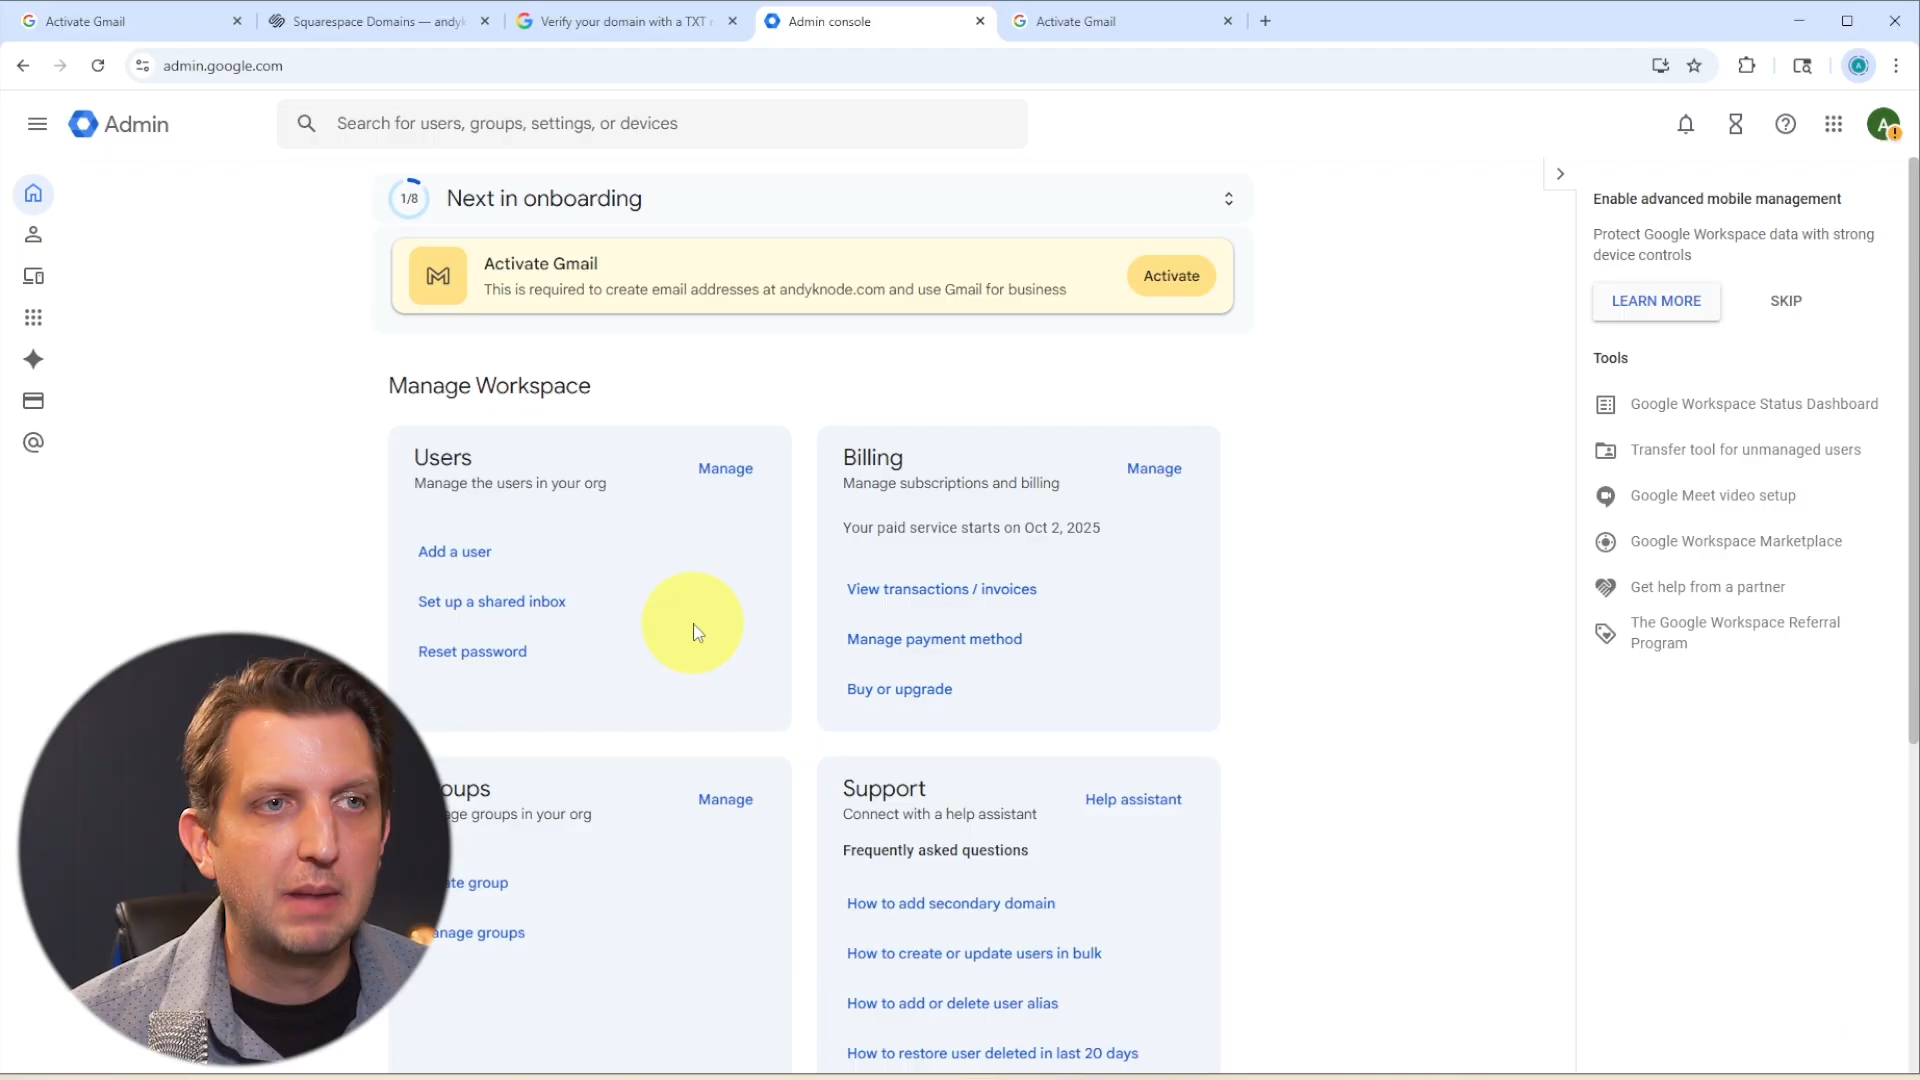 Activate Gmail
Squarespace Domains — andyk
Verify your domain with a TXT r
Admin console
Activate Gmail
admin.google.com
Admin
Search for users, groups, settings, or devices
A
1/8
Next in onboarding
Activate Gmail
This is required to create email addresses at andyknode.com and use Gmail for business
Activate
Manage Workspace
Users
Manage the users in your org
Manage
Add a user
Set up a shared inbox
Reset password
Billing
Manage subscriptions and billing
Manage
Your paid service starts on Oct 2, 2025
View transactions / invoices
Manage payment method
Buy or upgrade
oups
age groups in your org
Manage
te group
anage groups
Support
Connect with a help assistant
Help assistant
Frequently asked questions
How to add secondary domain
How to create or update users in bulk
How to add or delete user alias
How to restore user deleted in last 20 days
Enable advanced mobile management
Protect Google Workspace data with strong
device controls
LEARN MORE
SKIP
Tools
Google Workspace Status Dashboard
Transfer tool for unmanaged users
Google Meet video setup
Google Workspace Marketplace
Get help from a partner
The Google Workspace Referral
Program